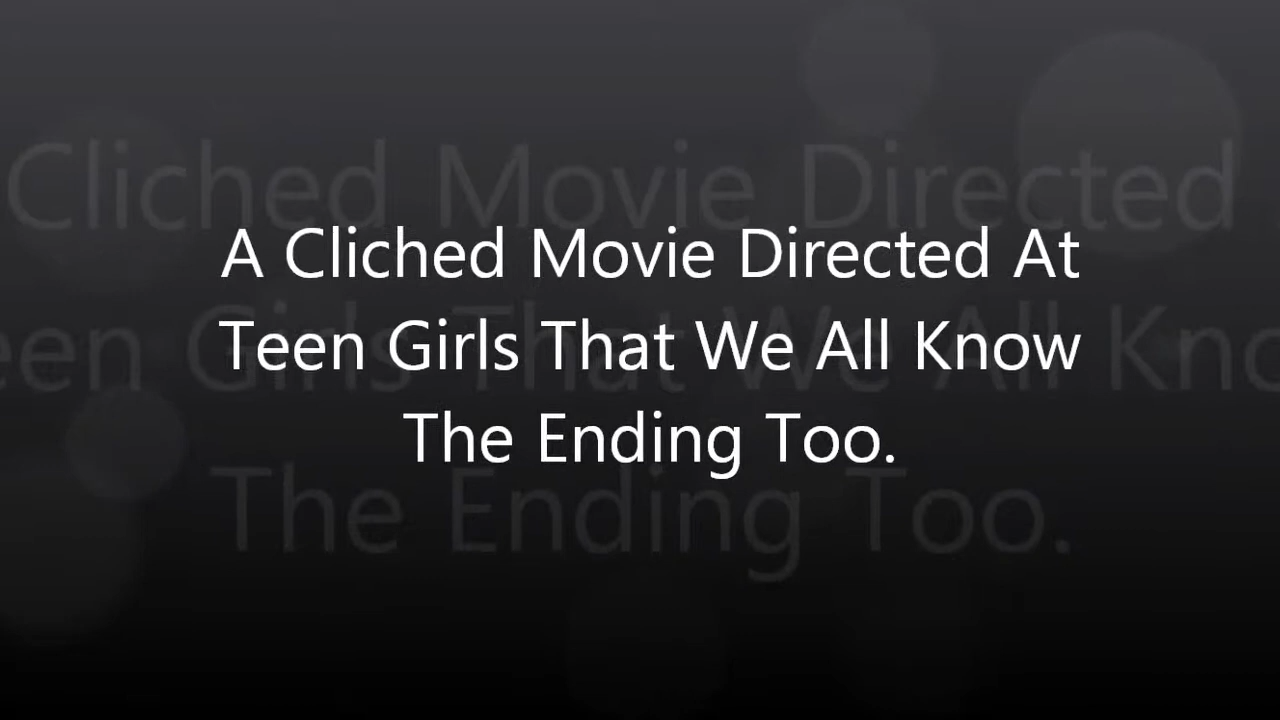 A Cliched Movie Directed At
Teen Girls That We All Know
The Ending Too.